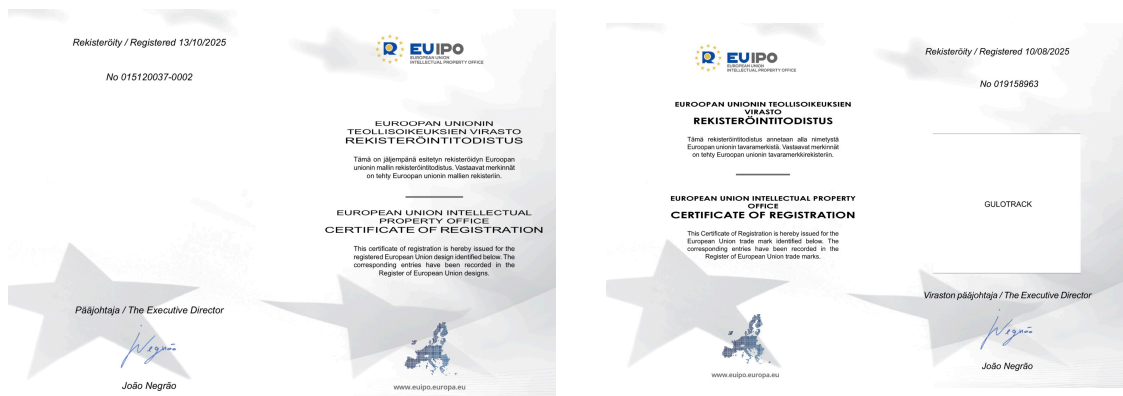 Rekisteröity / Registered 13/10/2025
No 015120037-0002
Pääjohtaja / The Executive Director
João Negrão
EUIPO
EUROPEAN UNION
INTELLECTUAL PROPERTY OFFICE
EUROOPAN UNIONIN
TEOLLISOIKEUKSIEN VIRASTO
REKISTERÖINTITODISTUS
Tämä on jäljempänä esitetyn rekisteröidyn Euroopan
unionin mallin rekisteröintitodistus. Vastaavat merkinnät
on tehty Euroopan unionin mallien rekisteriin.
EUROPEAN UNION INTELLECTUAL
PROPERTY OFFICE
CERTIFICATE OF REGISTRATION
This certificate of registration is hereby issued for the
registered European Union design identified below. The
corresponding entries have been recorded in the
Register of European Union designs.
www.euipo.europa.eu
EUIPO
EUROPEAN UNION
INTELLECTUAL PROPERTY OFFICE
EUROOPAN UNIONIN TEOLLISOIKEUKSIEN
VIRASTO
REKISTERÖINTITODISTUS
Tämä rekisteröintitodistus annetaan alla nimetystä
Euroopan unionin tavaramerkistä. Vastaavat merkinnät
on tehty Euroopan unionin tavaramerkkirekisteriin.
EUROPEAN UNION INTELLECTUAL PROPERTY
OFFICE
CERTIFICATE OF REGISTRATION
This Certificate of Registration is hereby issued for the
European Union trade mark identified below. The
corresponding entries have been recorded in the
Register of European Union trade marks.
www.euipo.europa.eu
Rekisteröity / Registered 10/08/2025
No 019158963
GULOTRACK
Viraston pääjohtaja / The Executive Director
João Negrão